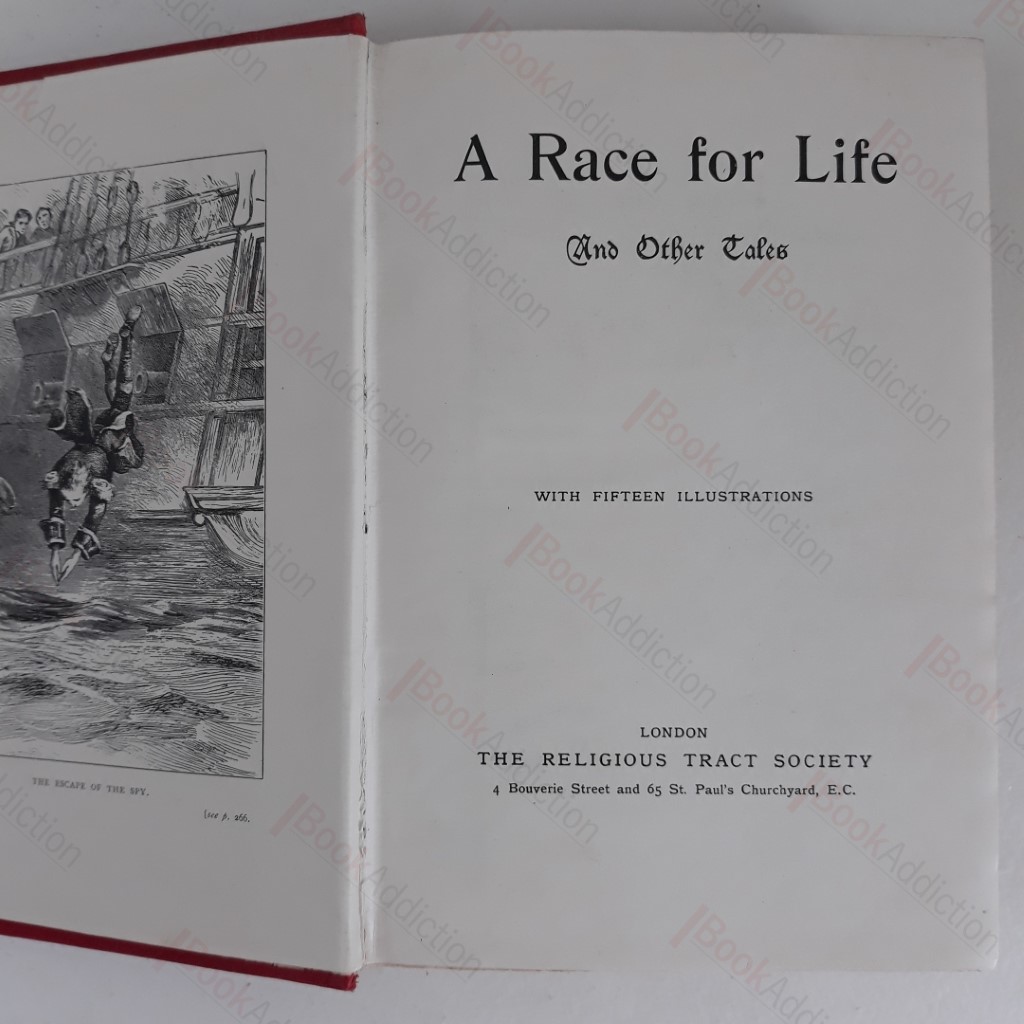 THE ESCAPE OF THE SPY.
[see p. 266.
A Race for Life
And Other Tales
WITH FIFTEEN ILLUSTRATIONS
LONDON
THE RELIGIOUS TRACT SOCIETY
4 Bouverie Street and 65 St. Paul's Churchyard, E.C.
BookAddiction